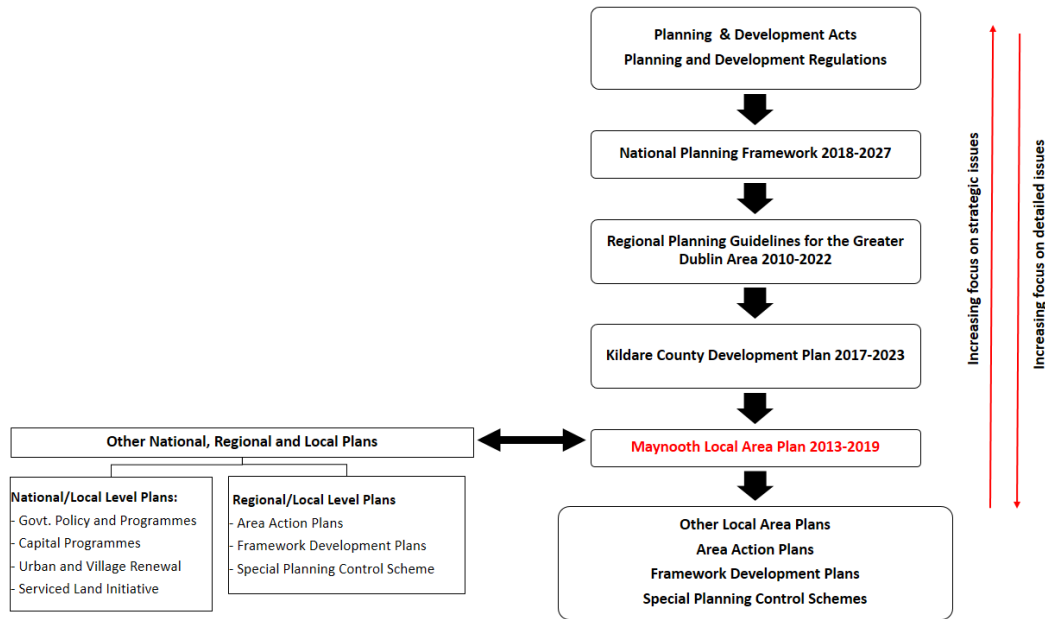 Planning & Development Acts
Planning and Development Regulations
National Planning Framework 2018-2027
Regional Planning Guidelines for the Greater
Dublin Area 2010-2022
Kildare County Development Plan 2017-2023
Maynooth Local Area Plan 2013-2019
Other Local Area Plans
Area Action Plans
Framework Development Plans
Special Planning Control Schemes
Other National, Regional and Local Plans
National/Local Level Plans:
- Govt. Policy and Programmes
- Capital Programmes
- Urban and Village Renewal
- Serviced Land Initiative
Regional/Local Level Plans
- Area Action Plans
- Framework Development Plans
- Special Planning Control Scheme
Increasing focus on strategic issues
Increasing focus on detailed issues